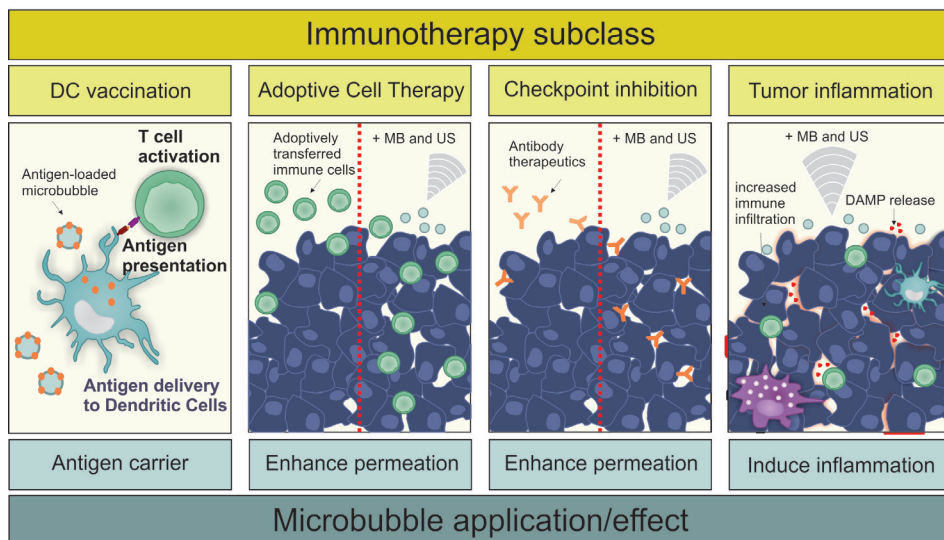 Immunotherapy subclass
DC vaccination
Adoptive Cell Therapy
Checkpoint inhibition
Tumor inflammation
T cell
activation
Antigen-loaded
microbubble
Antigen
presentation
Antigen delivery
to Dendritic Cells
Adoptively
transferred
immune cells
+ MB and US
Antibody
therapeutics
+ MB and US
+ MB and US
increased
immune
infiltration
DAMP release
Antigen carrier
Enhance permeation
Enhance permeation
Induce inflammation
Microbubble application/effect